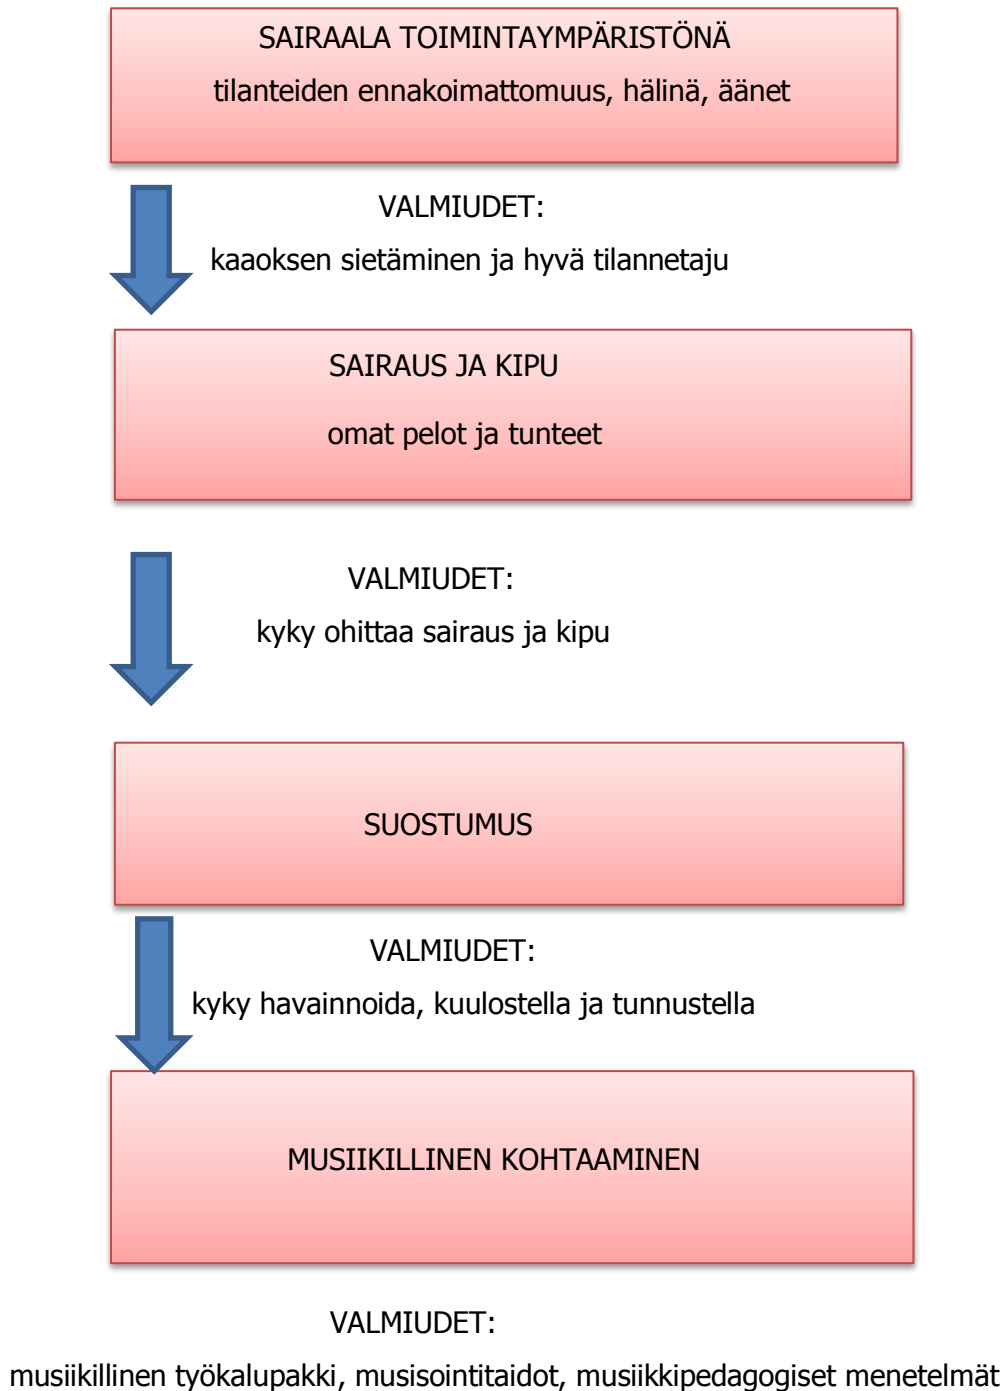 SAIRAALA TOIMINTAYMPÄRISTÖNÄ
tilanteiden ennakoimattomuus, hälinä, äänet
VALMIUDET:
kaaoksen sietäminen ja hyvä tilannetaju
SAIRAUS JA KIPU
omat pelot ja tunteet
VALMIUDET:
kyky ohittaa sairaus ja kipu
SUOSTUMUS
VALMIUDET:
kyky havainnoida, kuulostella ja tunnustella
MUSIIKILLINEN KOHTAAMINEN
VALMIUDET:
musiikillinen työkalupakki, musisointitaidot, musiikkipedagogiset menetelmät